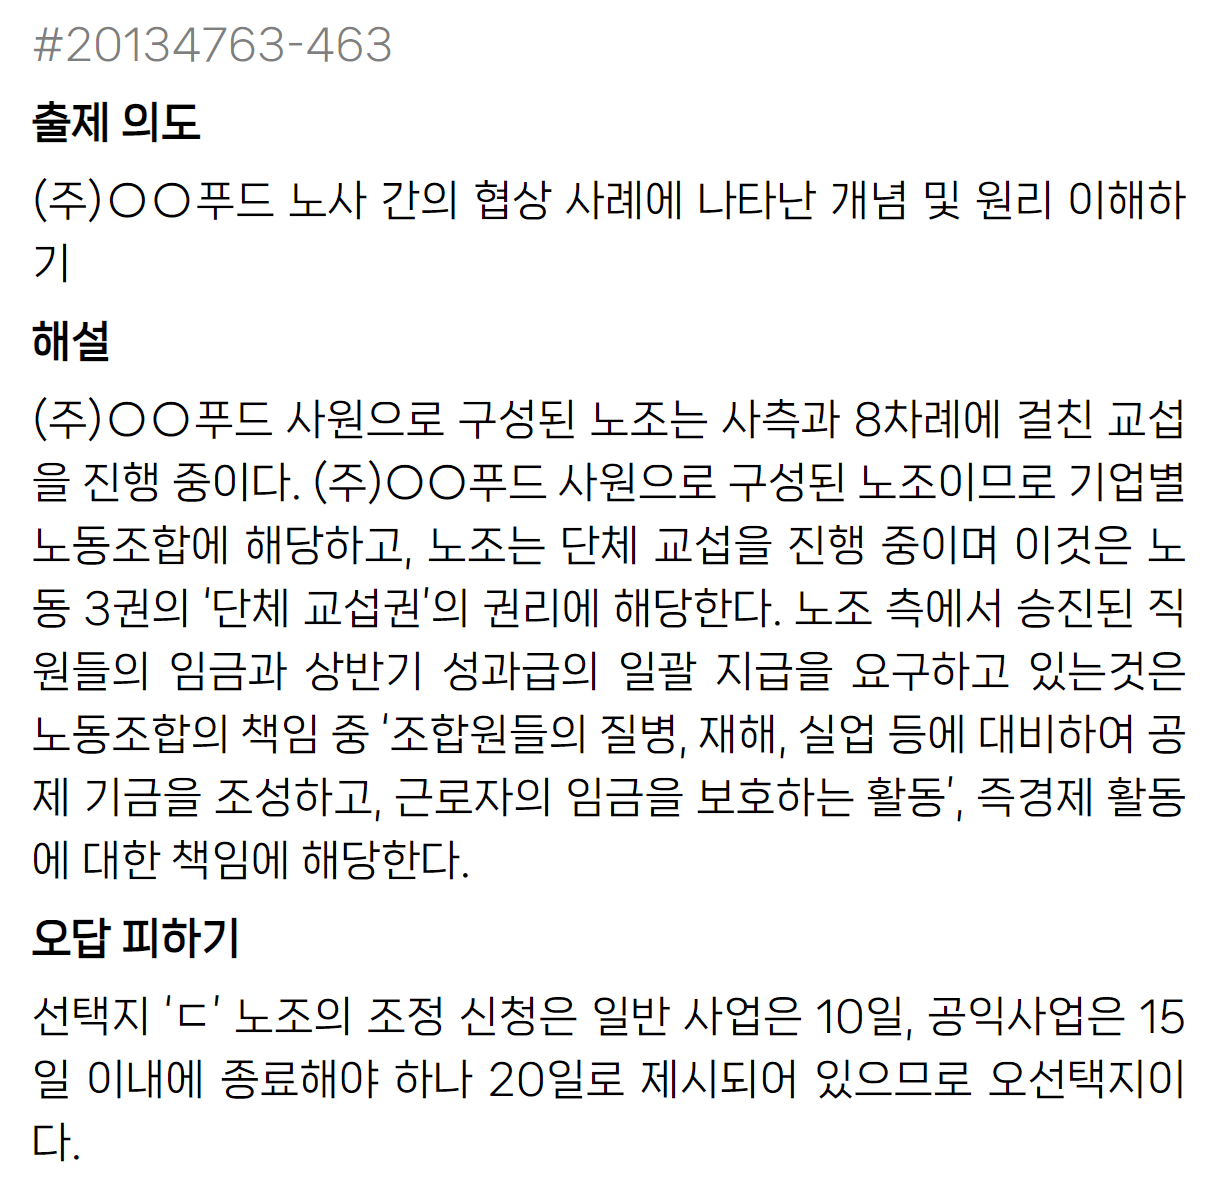 #20134763-463
출제 의도
(주)○○푸드 노사 간의 협상 사례에 나타난 개념 및 원리 이해하
기
해설
(주)○○푸드 사원으로 구성된 노조는 사측과 8차례에 걸친 교섭
을 진행 중이다. (주)○○푸드 사원으로 구성된 노조이므로 기업별
노동조합에 해당하고, 노조는 단체 교섭을 진행 중이며 이것은 노
동 3권의 '단체 교섭권'의 권리에 해당한다. 노조 측에서 승진된 직
원들의 임금과 상반기 성과급의 일괄 지급을 요구하고 있는것은
노동조합의 책임 중 '조합원들의 질병, 재해, 실업 등에 대비하여 공
제 기금을 조성하고, 근로자의 임금을 보호하는 활동', 즉경제 활동
에 대한 책임에 해당한다.
오답 피하기
선택지 'ㄷ' 노조의 조정 신청은 일반 사업은 10일, 공익사업은 15
일 이내에 종료해야 하나 20일로 제시되어 있으므로 오선택지이
다.